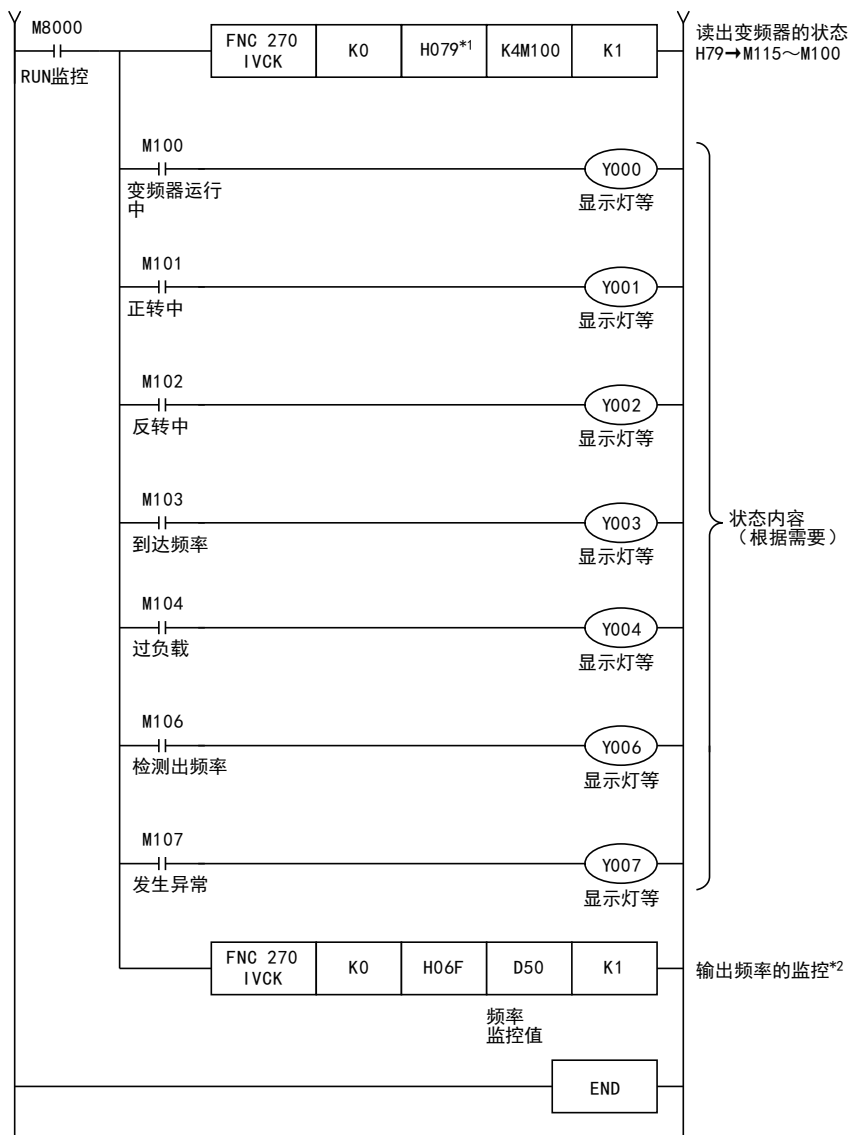 M8000
RUN监控
FNC 270
IVCK
K0
H079*1
K4M100
K1
读出变频器的状态
H79→M115～M100
M100
变频器运行
中
Y000
显示灯等
M101
正转中
Y001
显示灯等
M102
反转中
Y002
显示灯等
M103
到达频率
Y003
显示灯等
状态内容
（根据需要）
M104
过负载
Y004
显示灯等
M106
检测出频率
Y006
显示灯等
M107
发生异常
Y007
显示灯等
FNC 270
IVCK
K0
H06F
D50
K1
输出频率的监控*2
频率
监控值
END